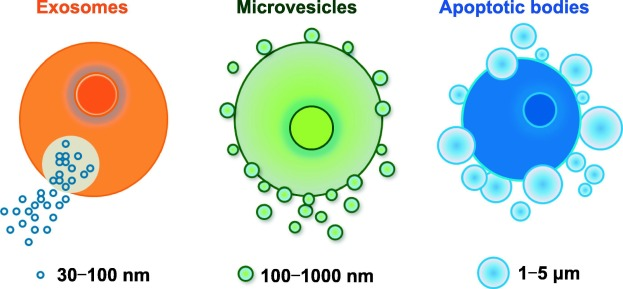 Exosomes
Microvesicles
Apoptotic bodies
30–100 nm
100–1000 nm
1–5 µm